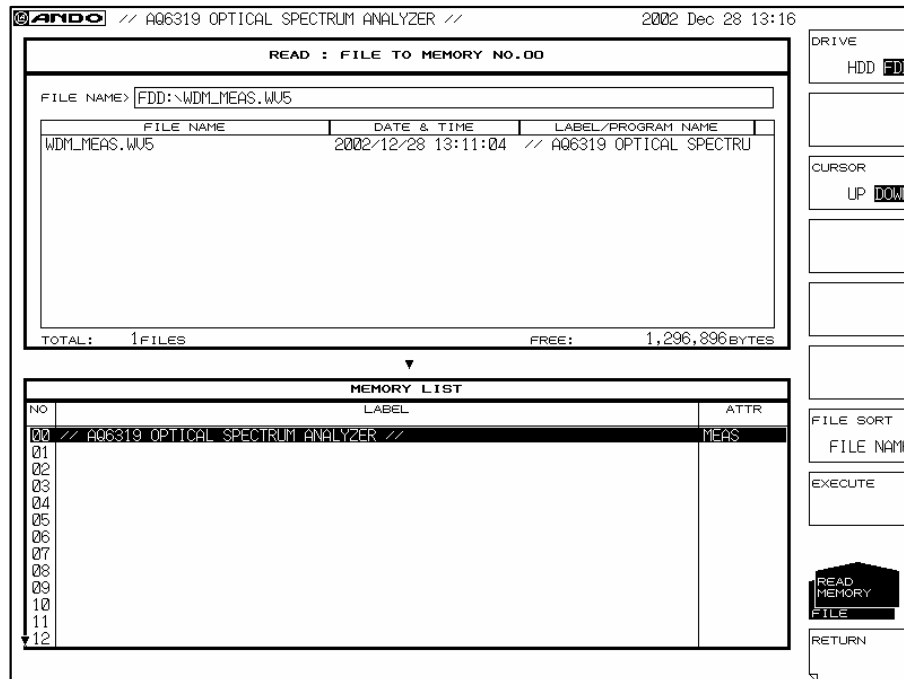 ANDO // AQ6319 OPTICAL SPECTRUM ANALYZER // 2002 Dec 28 13:16
READ : FILE TO MEMORY NO.00
FILE NAME> FDD:\WDM_MEAS.WV5
FILE NAME DATE & TIME LABEL/PROGRAM NAME
WDM_MEAS.WV5 2002/12/28 13:11:04 // AQ6319 OPTICAL SPECTRU
TOTAL: 1FILES FREE: 1,296,896BYTES
▼
MEMORY LIST
NO LABEL ATTR
00 // AQ6319 OPTICAL SPECTRUM ANALYZER // MEAS
01
02
03
04
05
06
07
08
09
10
11
12
DRIVE
HDD FDD
CURSOR
UP DOWN
FILE SORT
FILE NAME
EXECUTE
READ
MEMORY
FILE
RETURN